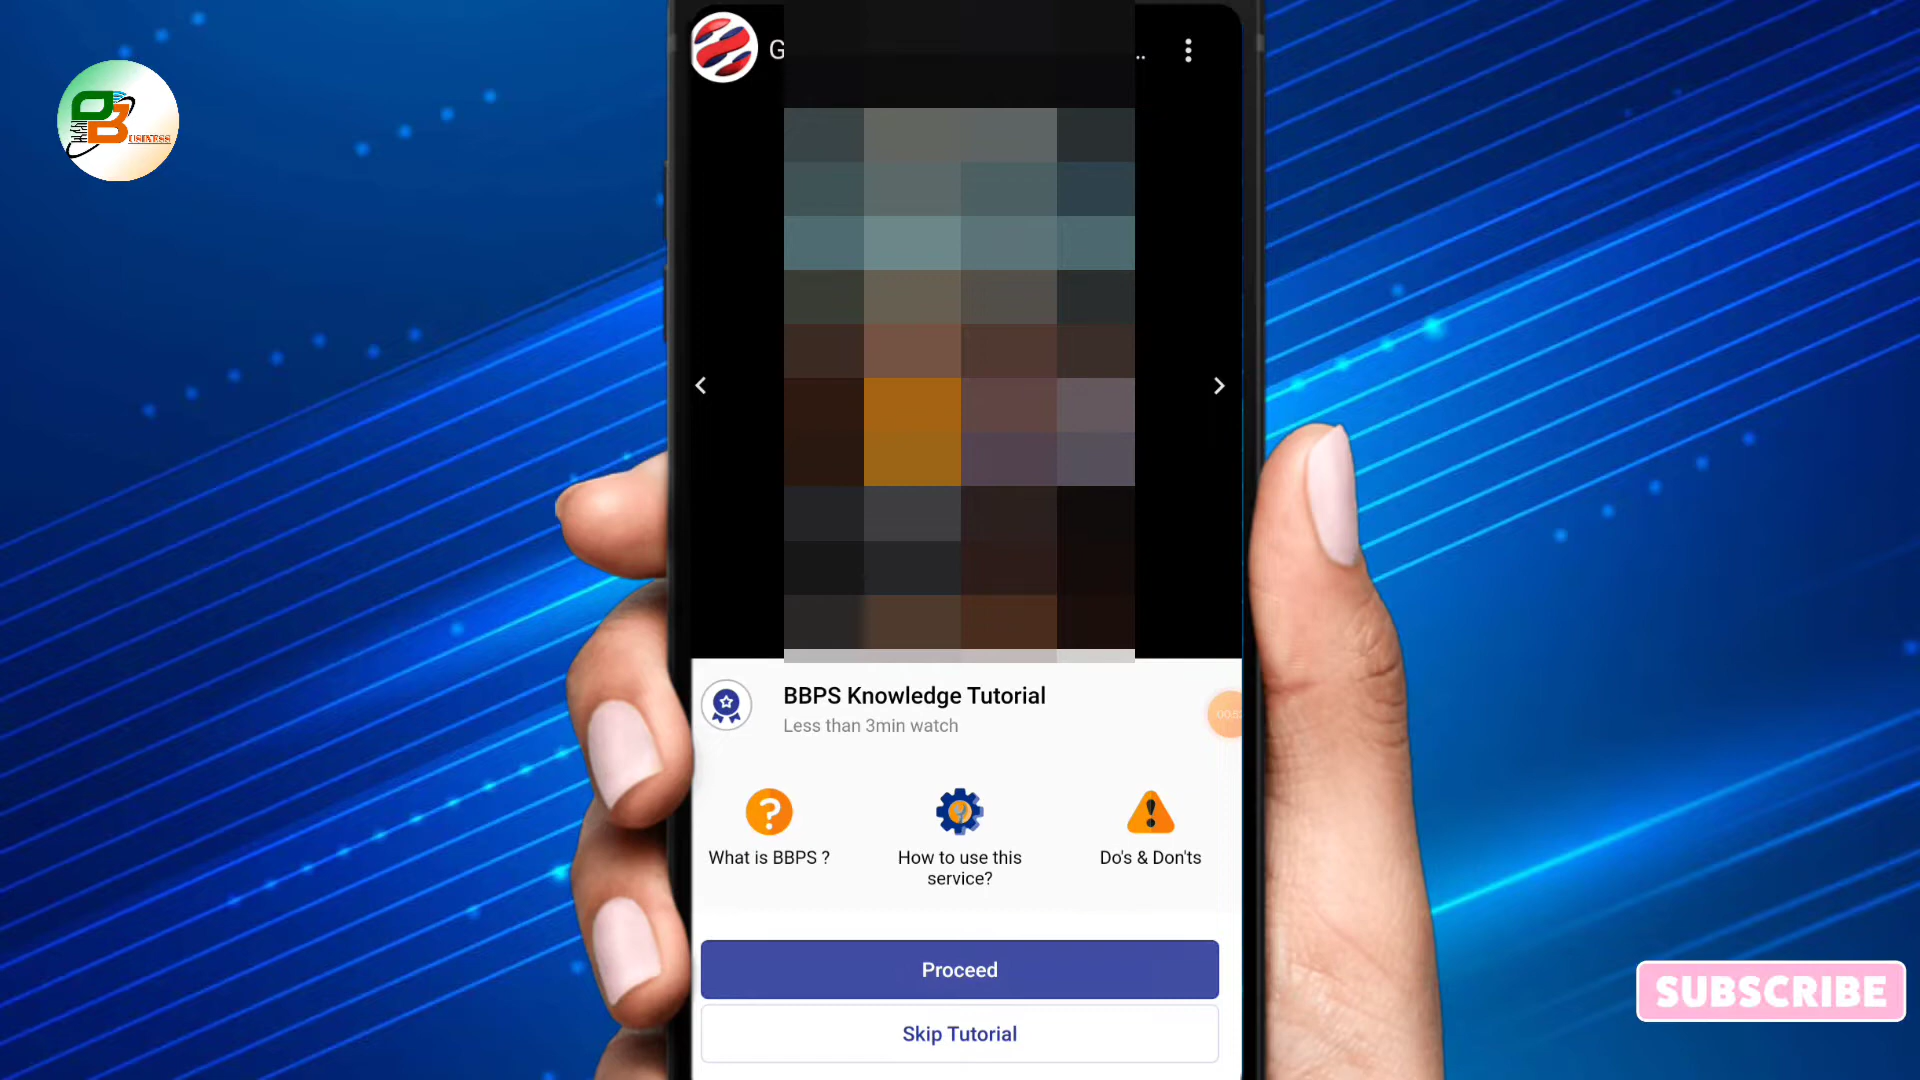 G
..
BUSINESS
BBPS Knowledge Tutorial
Less than 3min watch
What is BBPS ?
How to use this
service?
Do's & Don'ts
Proceed
Skip Tutorial
SUBSCRIBE